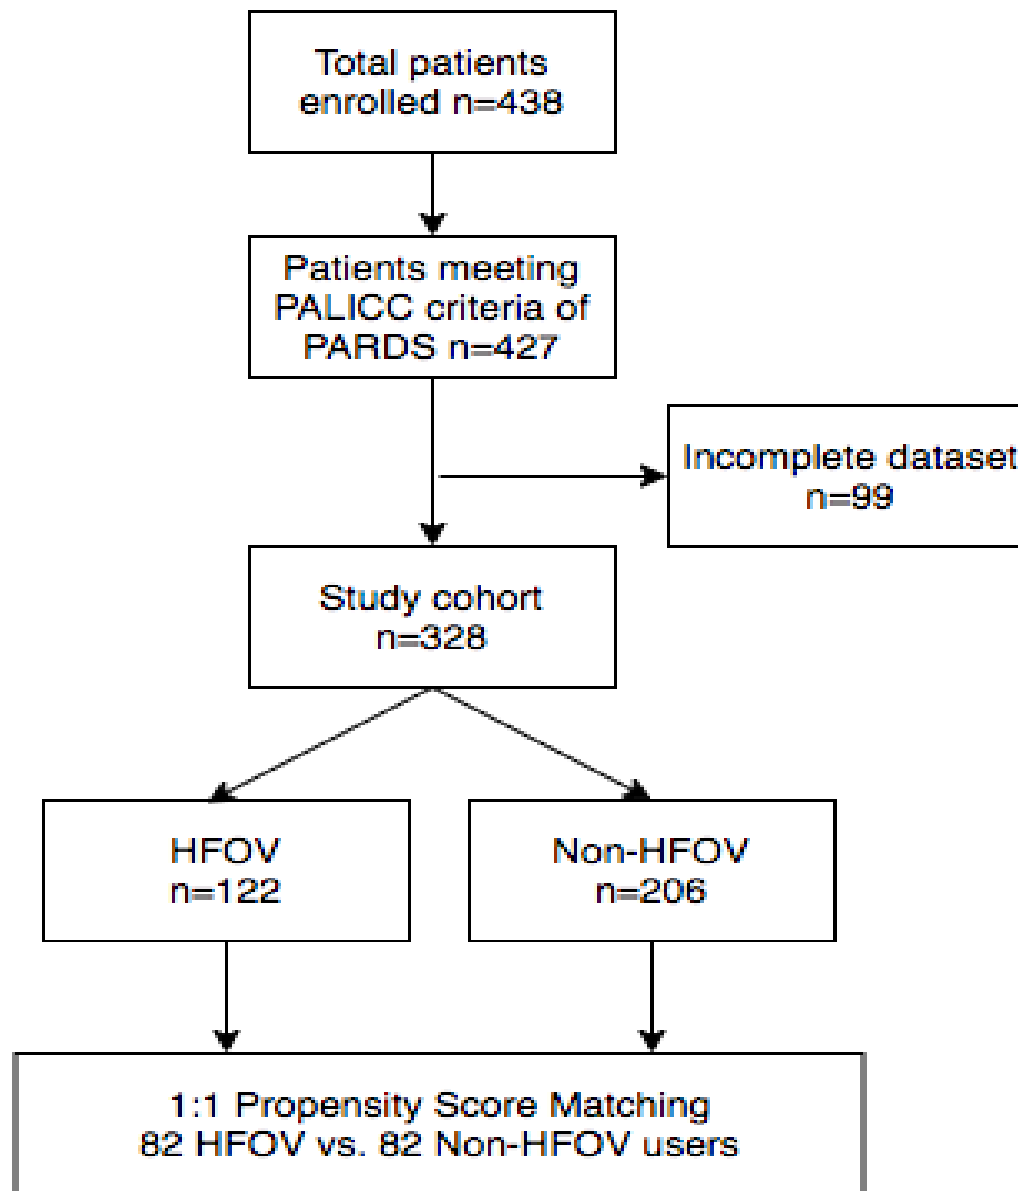 Total patients
enrolled n=438
Patients meeting
PALICC criteria of
PARDS n=427
Incomplete dataset
n=99
Study cohort
n=328
HFOV
n=122
Non-HFOV
n=206
1:1 Propensity Score Matching
82 HFOV vs. 82 Non-HFOV users